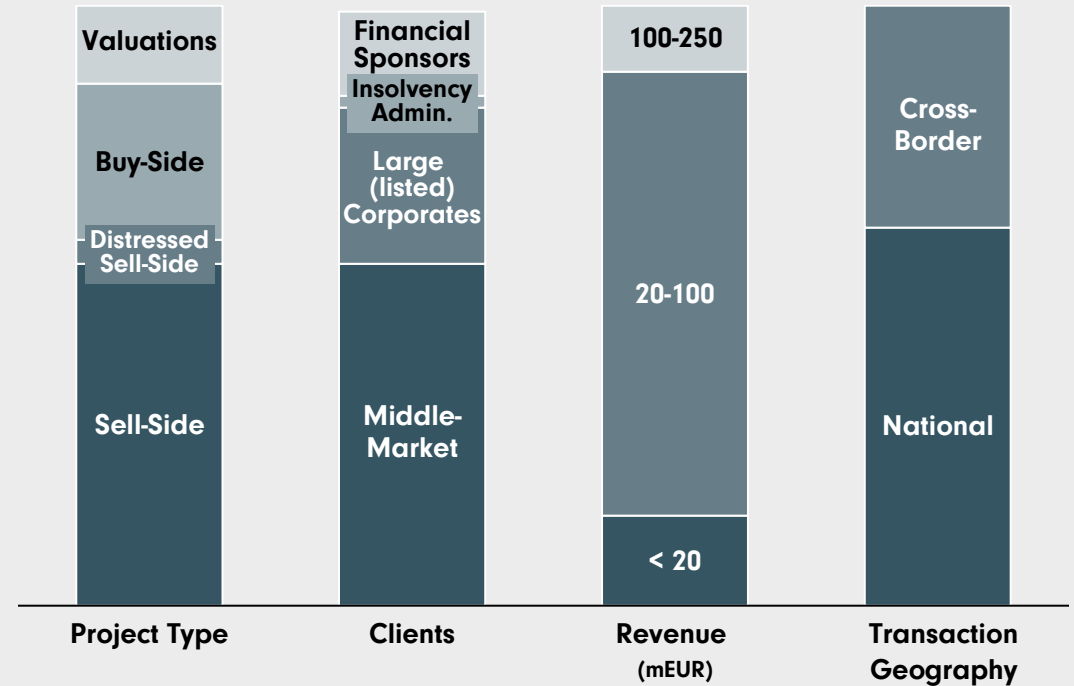 Valuations
Buy-Side
Distressed
Sell-Side
Sell-Side
Project Type
Financial
Sponsors
Insolvency
Admin.
Large
(listed)
Corporates
Middle-
Market
Clients
100-250
20-100
< 20
Revenue
(mEUR)
Cross-
Border
National
Transaction
Geography